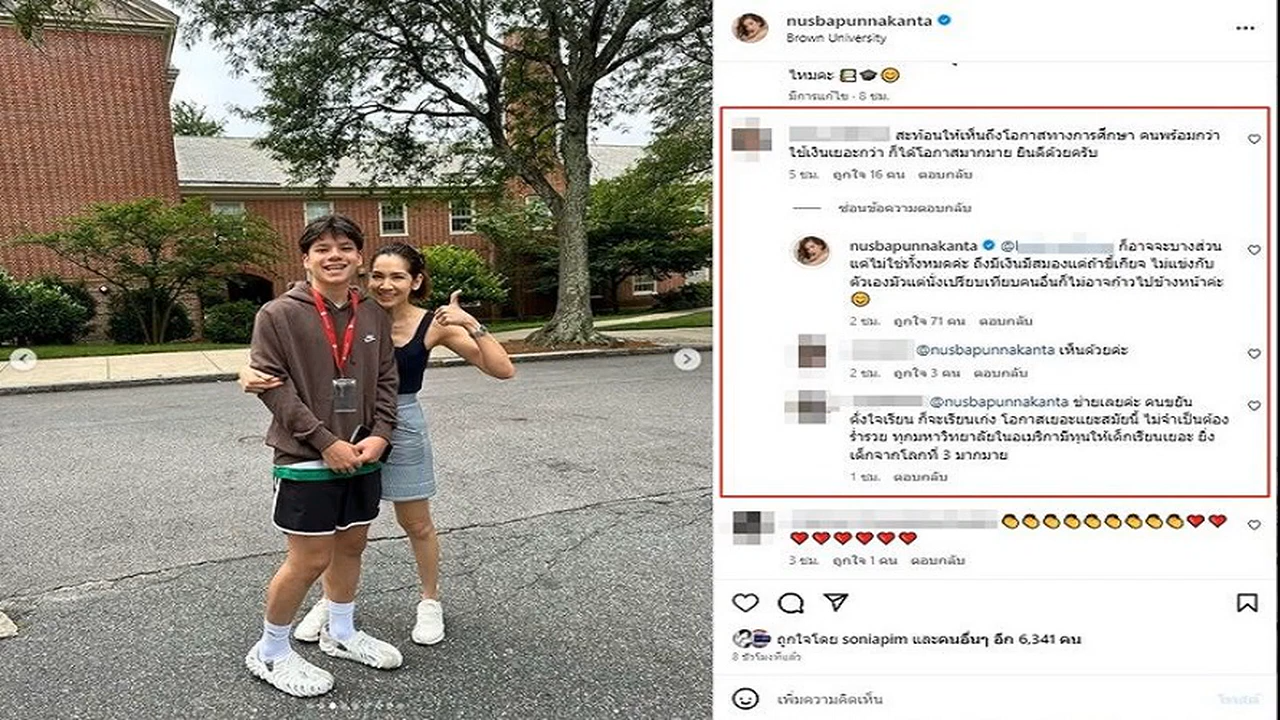 nusbapunnakanta
Brown University
ไหมคะ 📔🎓😊
มีการแก้ไข · 8 ชม.
สะท้อนให้เห็นถึงโอกาสทางการศึกษา คนพร้อมกว่า
ใช้เงินเยอะกว่า ก็ได้โอกาสมากมาย ยินดีด้วยครับ
5 ชม. ถูกใจ 16 คน ตอบกลับ
ซ่อนข้อความตอบกลับ
nusbapunnakanta @l ก็อาจจะบางส่วน
แต่ไม่ใช่ทั้งหมดค่ะ ถึงมีเงินมีสมองแต่ถ้าขี้เกียจ ไม่แข่งกับ
ตัวเองมัวแต่นั่งเปรียบเทียบคนอื่นก็ไม่อาจก้าวไปข้างหน้าค่ะ
😊
2 ชม. ถูกใจ 71 คน ตอบกลับ
@nusbapunnakanta เห็นด้วยค่ะ
2 ชม. ถูกใจ 3 คน ตอบกลับ
@nusbapunnakanta ช่ายเลยค่ะ คนขยัน
ตั้งใจเรียน ก็จะเรียนเก่ง โอกาสเยอะแยะสมัยนี้ ไม่จำเป็นต้อง
ร่ำรวย ทุกมหาวิทยาลัยในอเมริกามีทุนให้เด็กเรียนเยอะ ยิ่ง
เด็กจากโลกที่ 3 มากมาย
1 ชม. ตอบกลับ
👏👏👏👏👏👏👏👏👏❤️❤️
❤️❤️❤️❤️❤️❤️
3 ชม. ถูกใจ 1 คน ตอบกลับ
ถูกใจโดย soniapim และคนอื่นๆ อีก 6,341 คน
8 ชั่วโมงที่แล้ว
เพิ่มความคิดเห็น
โพสต์